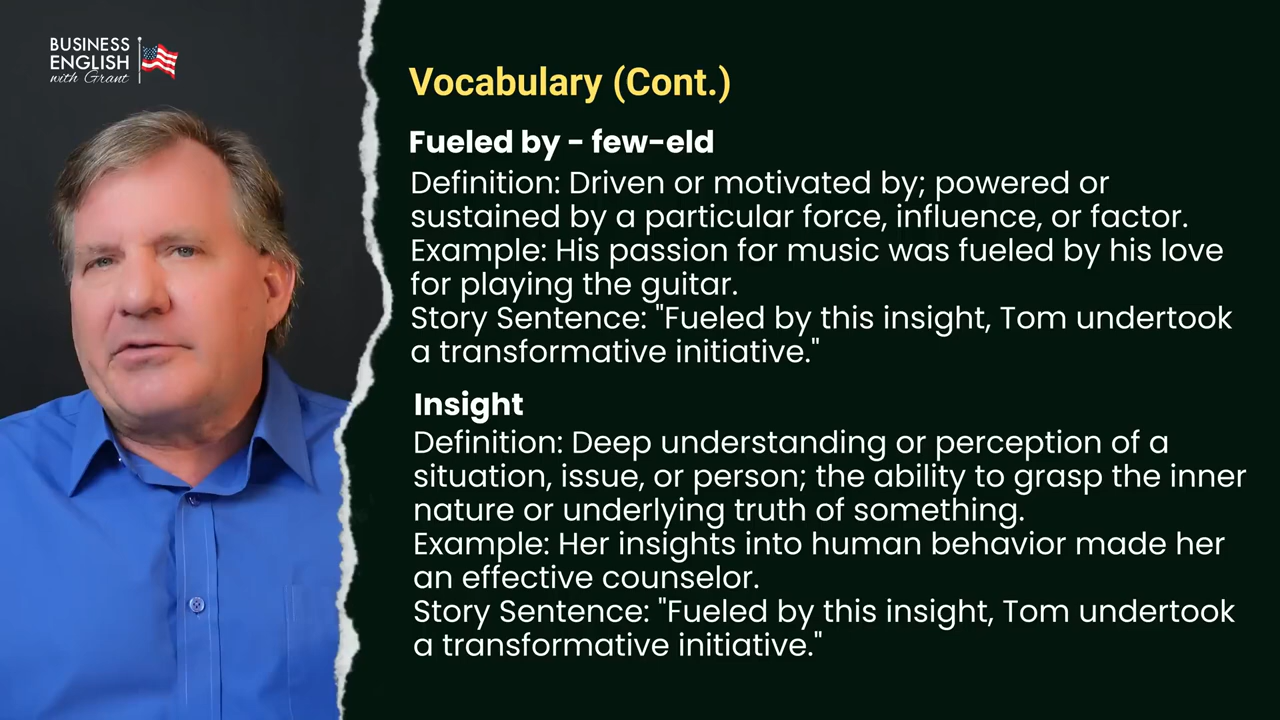 BUSINESS
ENGLISH
with Grant
Vocabulary (Cont.)
Fueled by - few-eld
Definition: Driven or motivated by; powered or
sustained by a particular force, influence, or factor.
Example: His passion for music was fueled by his love
for playing the guitar.
Story Sentence: "Fueled by this insight, Tom undertook
a transformative initiative."
Insight
Definition: Deep understanding or perception of a
situation, issue, or person; the ability to grasp the inner
nature or underlying truth of something.
Example: Her insights into human behavior made her
an effective counselor.
Story Sentence: "Fueled by this insight, Tom undertook
a transformative initiative."